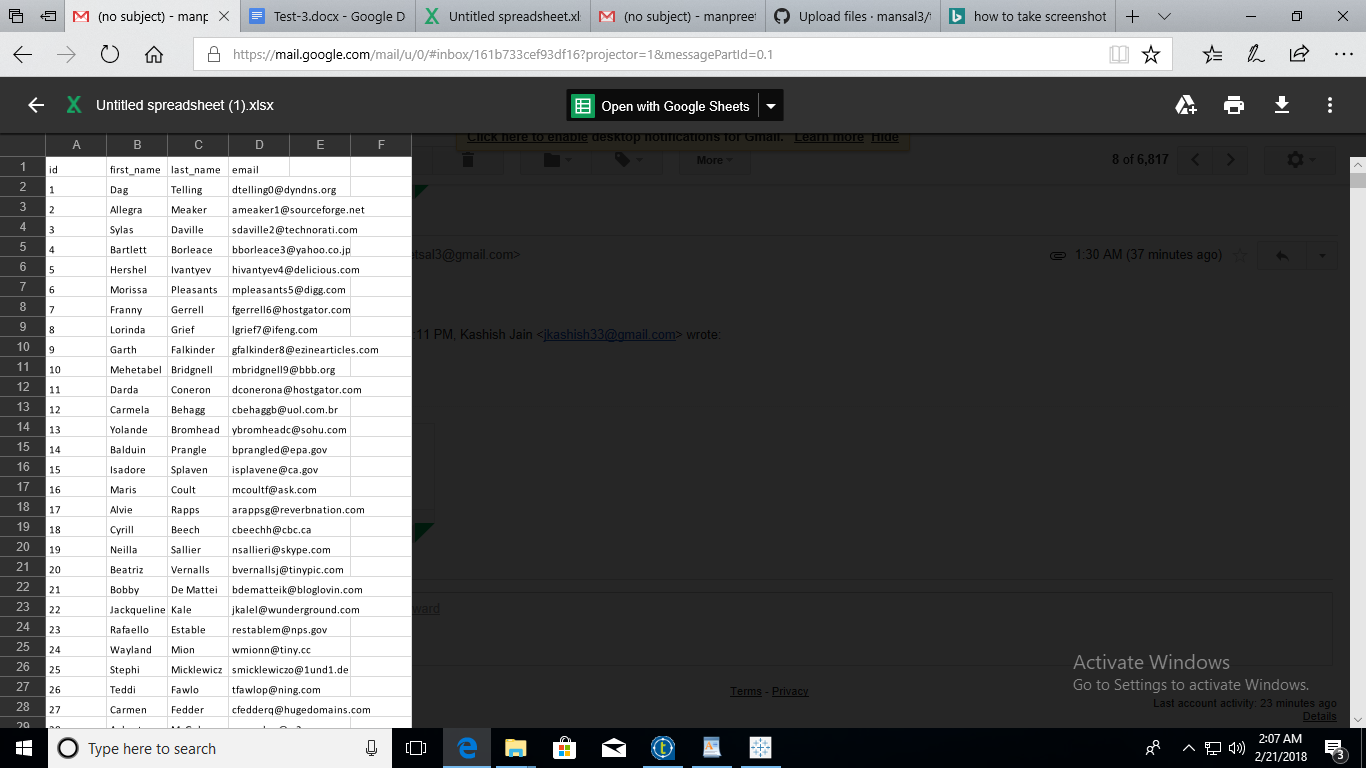 (no subject) - manp
Test-3.docx - Google D
Untitled spreadsheet.xl
(no subject) - manpreet
Upload files · mansal3/t
how to take screenshot
https://mail.google.com/mail/u/0/#inbox/161b733cef93df16?projector=1&messagePartId=0.1
Untitled spreadsheet (1).xlsx
Open with Google Sheets
Click here to enable desktop notifications for Gmail. Learn more Hide
More
8 of 6,817
A B C D E F
1 id first_name last_name email
2 1 Dag Telling dtelling0@dyndns.org
3 2 Allegra Meaker ameaker1@sourceforge.net
4 3 Sylas Daville sdaville2@technorati.com
5 4 Bartlett Borleace bborleace3@yahoo.co.jp
6 5 Hershel Ivantyev hivantyev4@delicious.com
7 6 Morissa Pleasants mpleasants5@digg.com
8 7 Franny Gerrell fgerrell6@hostgator.com
9 8 Lorinda Grief lgrief7@ifeng.com
10 9 Garth Falkinder gfalkinder8@ezinearticles.com
11 10 Mehetabel Bridgnell mbridgnell9@bbb.org
12 11 Darda Coneron dconerona@hostgator.com
13 12 Carmela Behagg cbehaggb@uol.com.br
14 13 Yolande Bromhead ybromheadc@sohu.com
15 14 Balduin Prangle bprangled@epa.gov
16 15 Isadore Splaven isplavene@ca.gov
17 16 Maris Coult mcoultf@ask.com
18 17 Alvie Rapps arappsg@reverbnation.com
19 18 Cyrill Beech cbeechh@cbc.ca
20 19 Neilla Sallier nsallieri@skype.com
21 20 Beatriz Vernalls bvernallsj@tinypic.com
22 21 Bobby De Mattei bdematteik@bloglovin.com
23 22 Jackqueline Kale jkalel@wunderground.com
24 23 Rafaello Estable restablem@nps.gov
25 24 Wayland Mion wmionn@tiny.cc
26 25 Stephi Micklewicz smicklewiczo@1und1.de
27 26 Teddi Fawlo tfawlop@ning.com
28 27 Carmen Fedder cfedderq@hugedomains.com
29
etsal3@gmail.com>
1:30 AM (37 minutes ago)
:11 PM, Kashish Jain <jkashish33@gmail.com> wrote:
ward
Terms - Privacy
Activate Windows
Go to Settings to activate Windows.
Last account activity: 23 minutes ago
Details
Type here to search
2:07 AM
2/21/2018
3